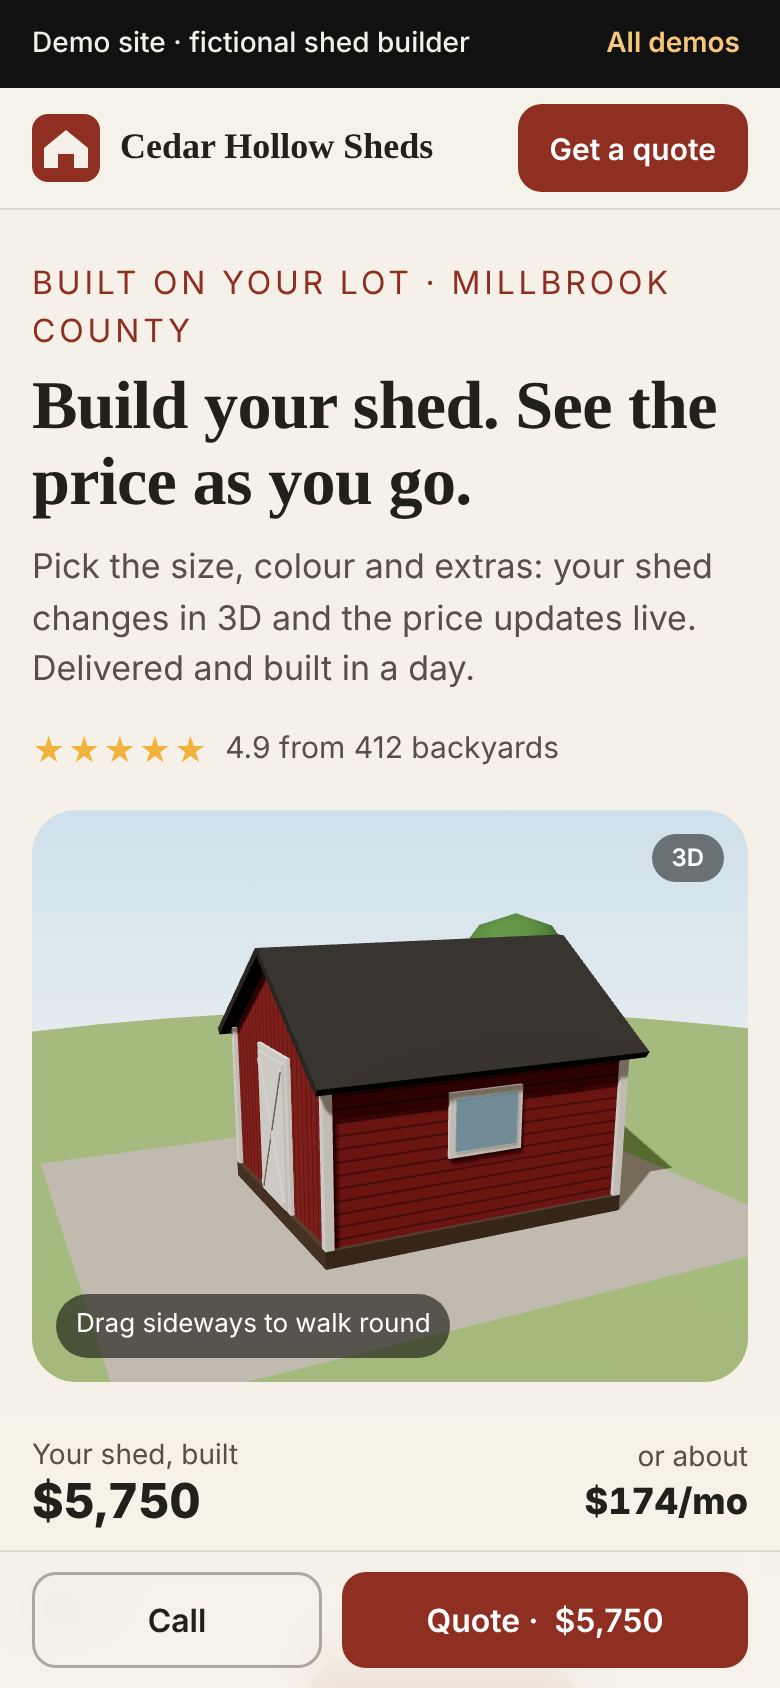 Demo site · fictional shed builder
All demos
Cedar Hollow Sheds
Get a quote
BUILT ON YOUR LOT · MILLBROOK
COUNTY
Build your shed. See the
price as you go.
Pick the size, colour and extras: your shed
changes in 3D and the price updates live.
Delivered and built in a day.
★★★★★ 4.9 from 412 backyards
3D
Drag sideways to walk round
Your shed, built
$5,750
or about
$174/mo
Call
Quote · $5,750